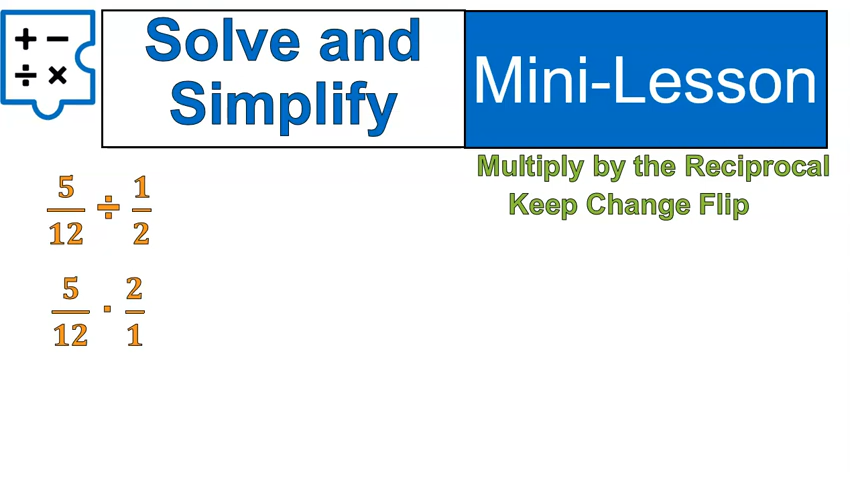 + −
÷ ×
Solve and
Simplify
Mini-Lesson
Multiply by the Reciprocal
Keep Change Flip
5/12 ÷ 1/2
5/12 · 2/1